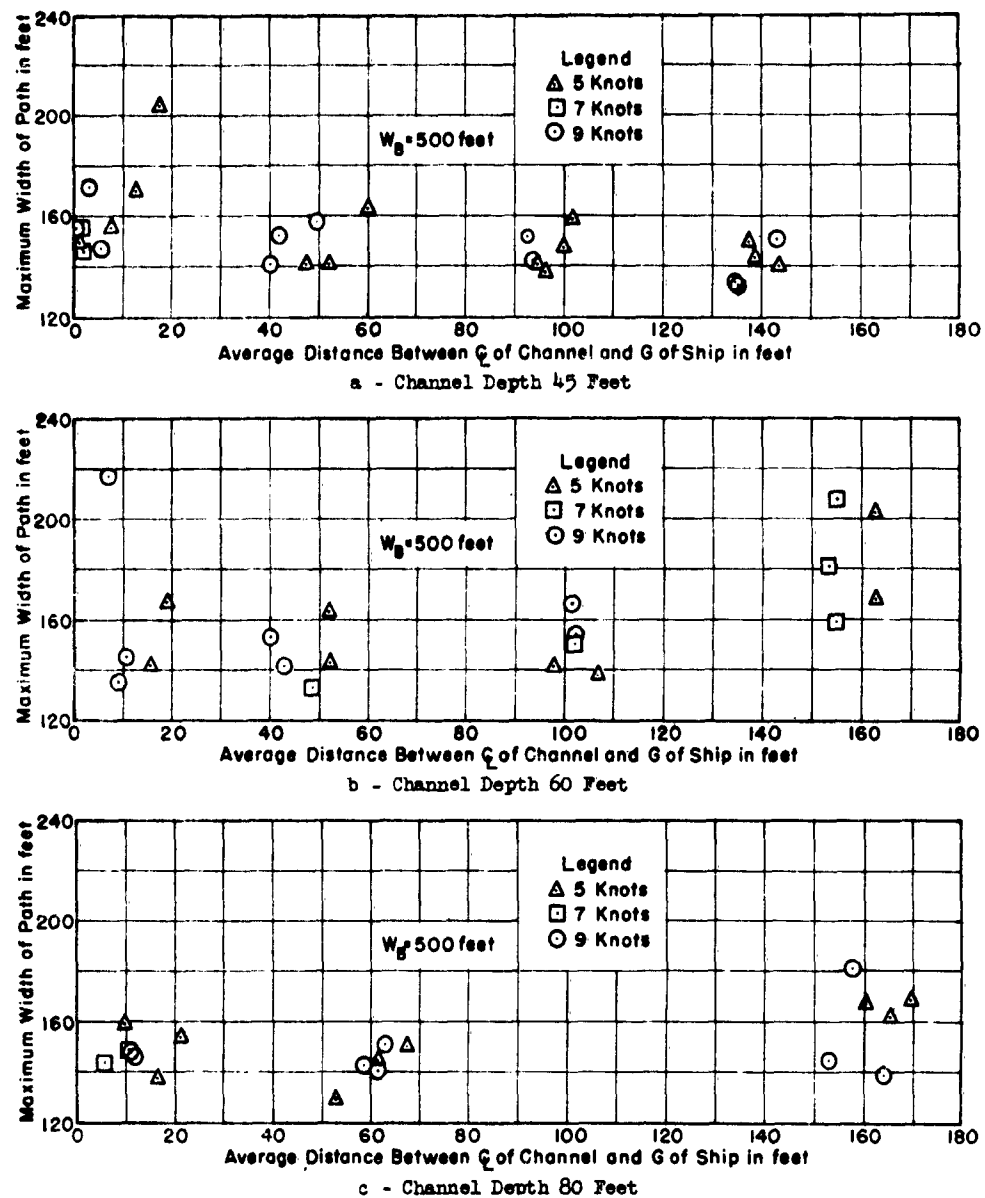 240
200
160
120
Maximum Width of Path in feet
Legend
5 Knots
7 Knots
9 Knots
W_B = 500 feet
0 20 40 60 80 100 120 140 160 180
Average Distance Between ℄ of Channel and G of Ship in feet
a - Channel Depth 45 Feet
240
200
160
120
Maximum Width of Path in feet
Legend
5 Knots
7 Knots
9 Knots
W_B = 500 feet
0 20 40 60 80 100 120 140 160 180
Average Distance Between ℄ of Channel and G of Ship in feet
b - Channel Depth 60 Feet
240
200
160
120
Maximum Width of Path in feet
Legend
5 Knots
7 Knots
9 Knots
W_B = 500 feet
0 20 40 60 80 100 120 140 160 180
Average Distance Between ℄ of Channel and G of Ship in feet
c - Channel Depth 80 Feet